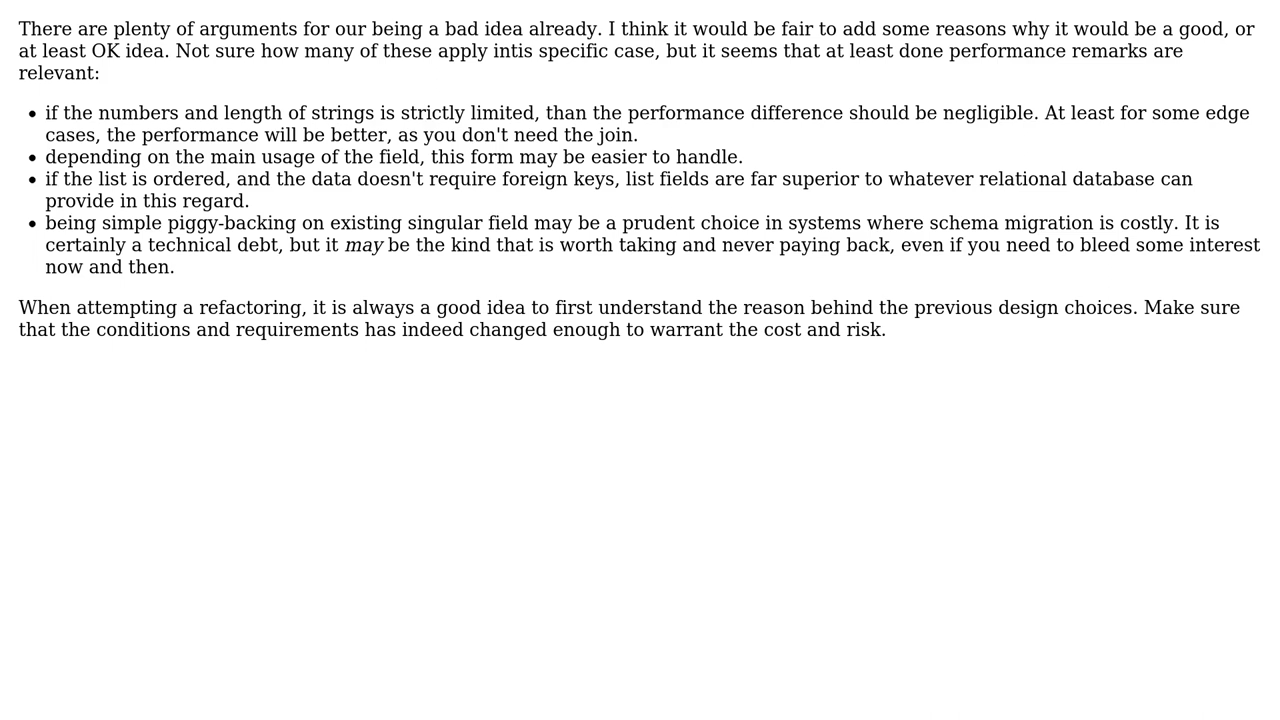 There are plenty of arguments for our being a bad idea already. I think it would be fair to add some reasons why it would be a good, or
at least OK idea. Not sure how many of these apply intis specific case, but it seems that at least done performance remarks are
relevant:
• if the numbers and length of strings is strictly limited, than the performance difference should be negligible. At least for some edge
cases, the performance will be better, as you don't need the join.
• depending on the main usage of the field, this form may be easier to handle.
• if the list is ordered, and the data doesn't require foreign keys, list fields are far superior to whatever relational database can
provide in this regard.
• being simple piggy-backing on existing singular field may be a prudent choice in systems where schema migration is costly. It is
certainly a technical debt, but it may be the kind that is worth taking and never paying back, even if you need to bleed some interest
now and then.
When attempting a refactoring, it is always a good idea to first understand the reason behind the previous design choices. Make sure
that the conditions and requirements has indeed changed enough to warrant the cost and risk.